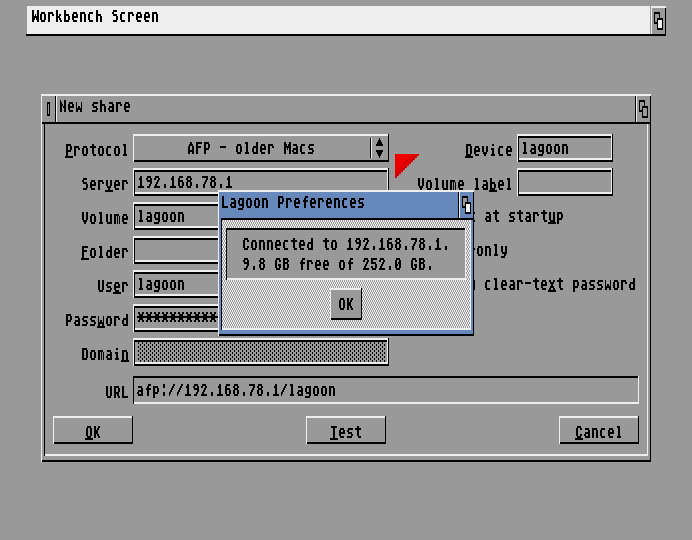 Workbench Screen
New share
Protocol AFP - older Macs
Device lagoon
Server 192.168.78.1
Volume label
Lagoon Preferences
Volume lagoon
at startup
Connected to 192.168.78.1.
9.8 GB free of 252.0 GB.
Folder
only
User lagoon
clear-text password
OK
Password **********
Domain
URL afp://192.168.78.1/lagoon
OK
Test
Cancel